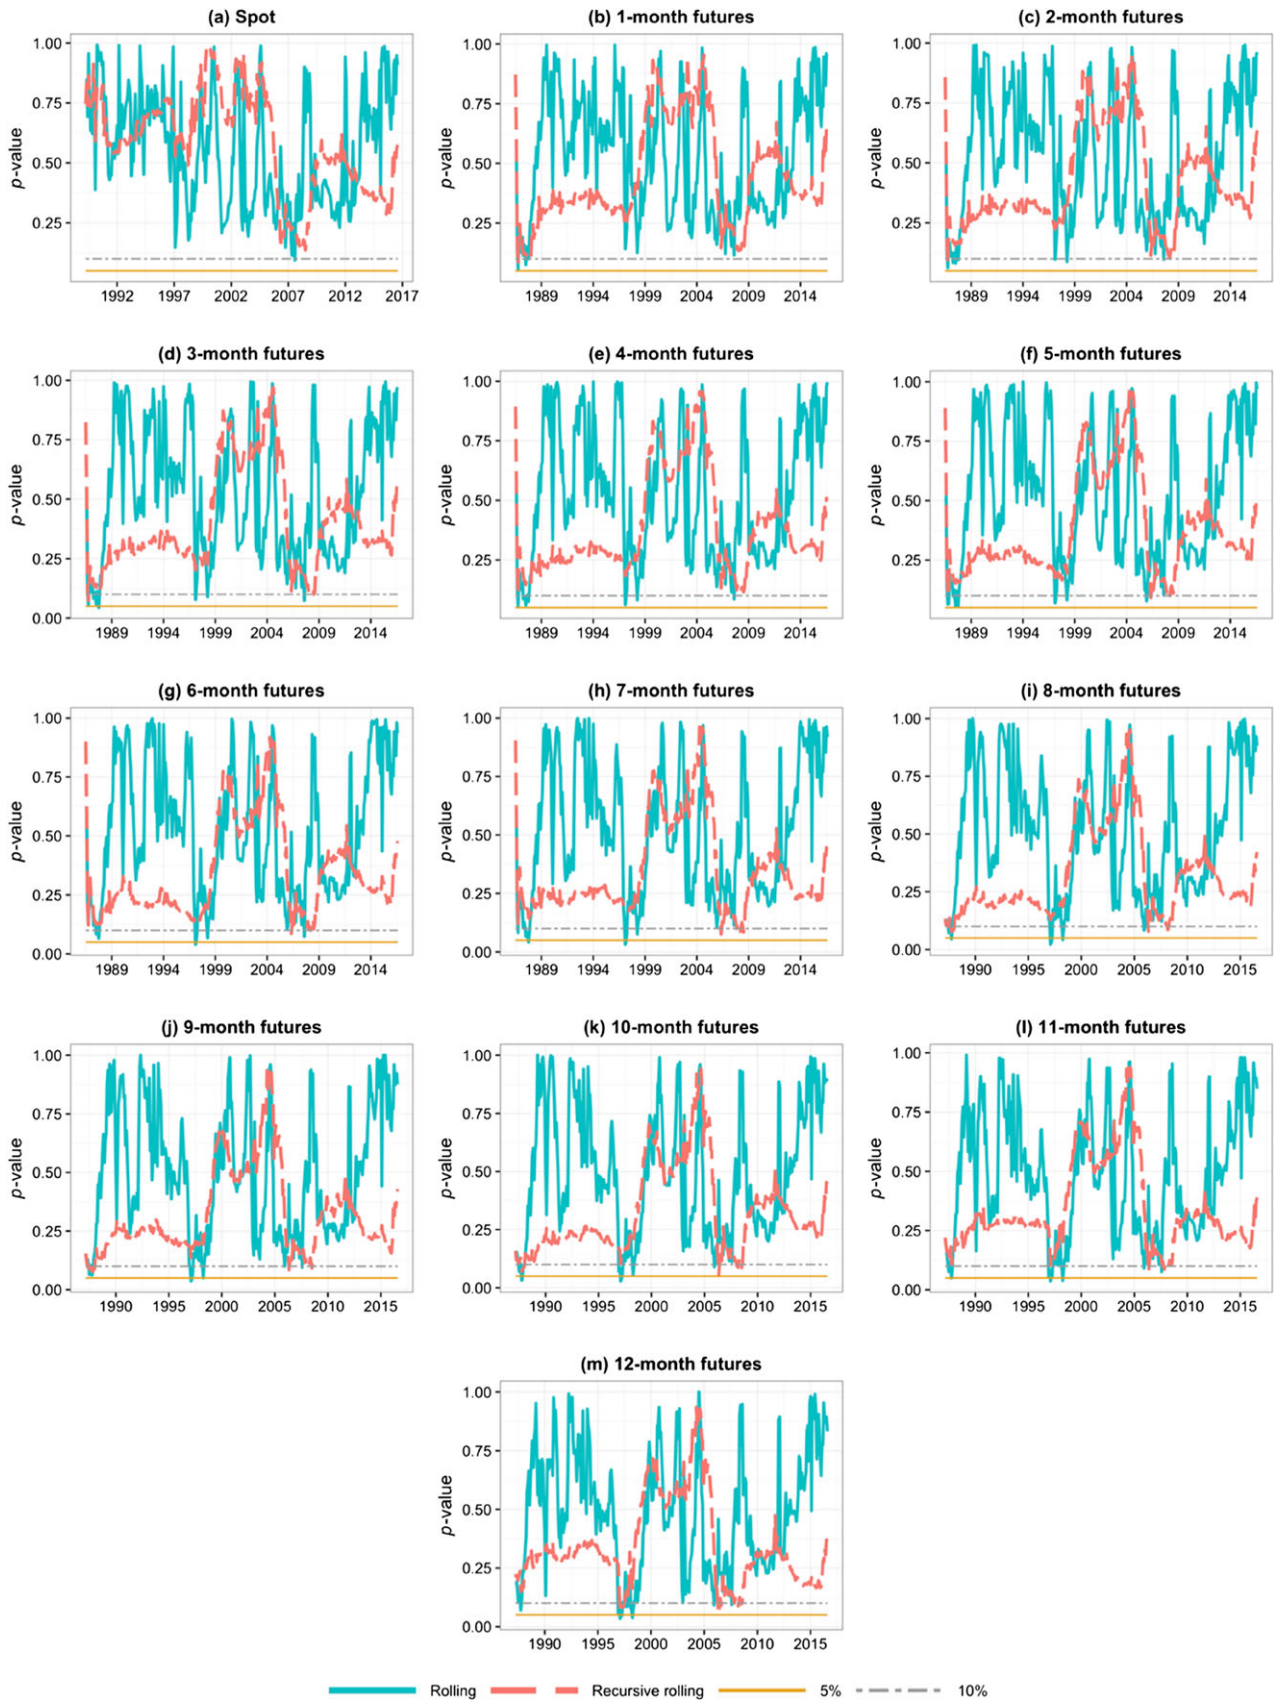 (a) Spot
1.00
0.75
0.50
0.25
p-value
1992 1997 2002 2007 2012 2017
(b) 1-month futures
1.00
0.75
0.50
0.25
p-value
1989 1994 1999 2004 2009 2014
(c) 2-month futures
1.00
0.75
0.50
0.25
p-value
1989 1994 1999 2004 2009 2014
(d) 3-month futures
1.00
0.75
0.50
0.25
0.00
p-value
1989 1994 1999 2004 2009 2014
(e) 4-month futures
1.00
0.75
0.50
0.25
p-value
1989 1994 1999 2004 2009 2014
(f) 5-month futures
1.00
0.75
0.50
0.25
p-value
1989 1994 1999 2004 2009 2014
(g) 6-month futures
1.00
0.75
0.50
0.25
0.00
p-value
1989 1994 1999 2004 2009 2014
(h) 7-month futures
1.00
0.75
0.50
0.25
0.00
p-value
1989 1994 1999 2004 2009 2014
(i) 8-month futures
1.00
0.75
0.50
0.25
0.00
p-value
1990 1995 2000 2005 2010 2015
(j) 9-month futures
1.00
0.75
0.50
0.25
0.00
p-value
1990 1995 2000 2005 2010 2015
(k) 10-month futures
1.00
0.75
0.50
0.25
0.00
p-value
1990 1995 2000 2005 2010 2015
(l) 11-month futures
1.00
0.75
0.50
0.25
0.00
p-value
1990 1995 2000 2005 2010 2015
(m) 12-month futures
1.00
0.75
0.50
0.25
0.00
p-value
1990 1995 2000 2005 2010 2015
Rolling Recursive rolling 5% 10%